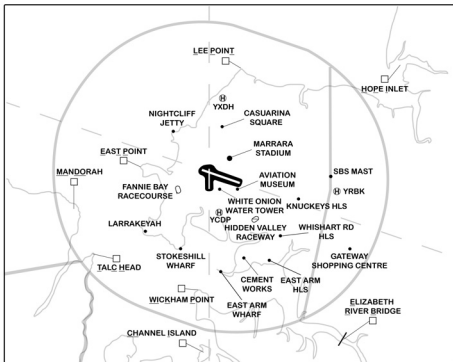 LEE POINT
HOPE INLET
H
YXDH
NIGHTCLIFF
JETTY
CASUARINA
SQUARE
EAST POINT
MARRARA
STADIUM
MANDORAH
FANNIE BAY
RACECOURSE
AVIATION
MUSEUM
SBS MAST
H YRBK
WHITE ONION
WATER TOWER
KNUCKEYS HLS
H
YCDP
HIDDEN VALLEY
RACEWAY
WHISHART RD
HLS
LARRAKEYAH
STOKESHILL
WHARF
GATEWAY
SHOPPING CENTRE
TALC HEAD
CEMENT
WORKS
EAST ARM
HLS
WICKHAM POINT
EAST ARM
WHARF
ELIZABETH
RIVER BRIDGE
CHANNEL ISLAND